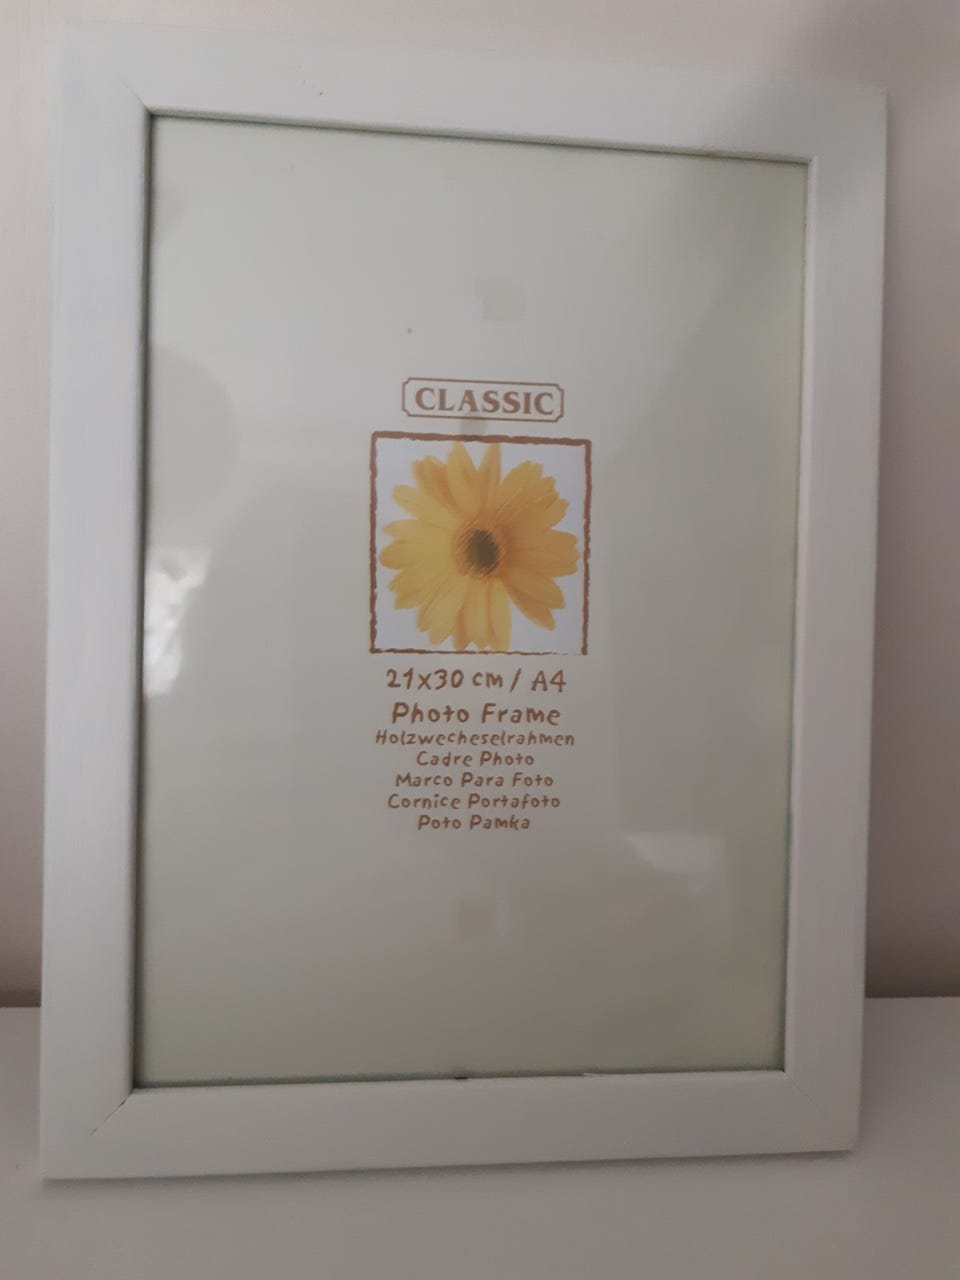 CLASSIC
21x30 cm / A4
Photo Frame
Holzwecheselrahmen
Cadre Photo
Marco Para Foto
Cornice Portafoto
Poto Pamka